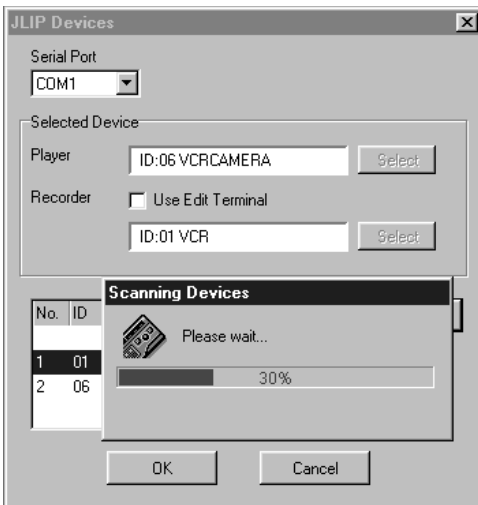 JLIP Devices
Serial Port
COM1
Selected Device
Player
ID:06 VCRCAMERA
Select
Recorder
Use Edit Terminal
ID:01 VCR
Select
Scanning Devices
Please wait...
30%
No. ID
1 01
2 06
OK
Cancel